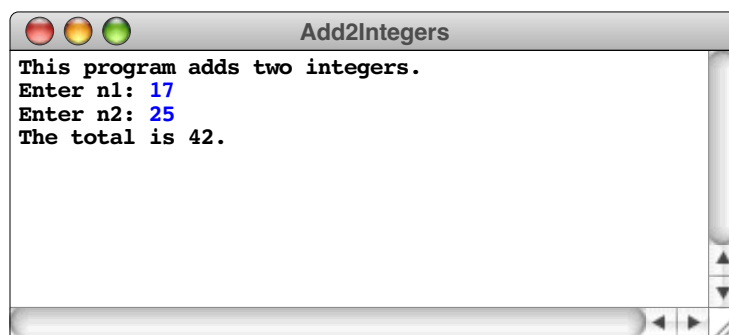 Add2Integers
This program adds two integers.
Enter n1: 17
Enter n2: 25
The total is 42.